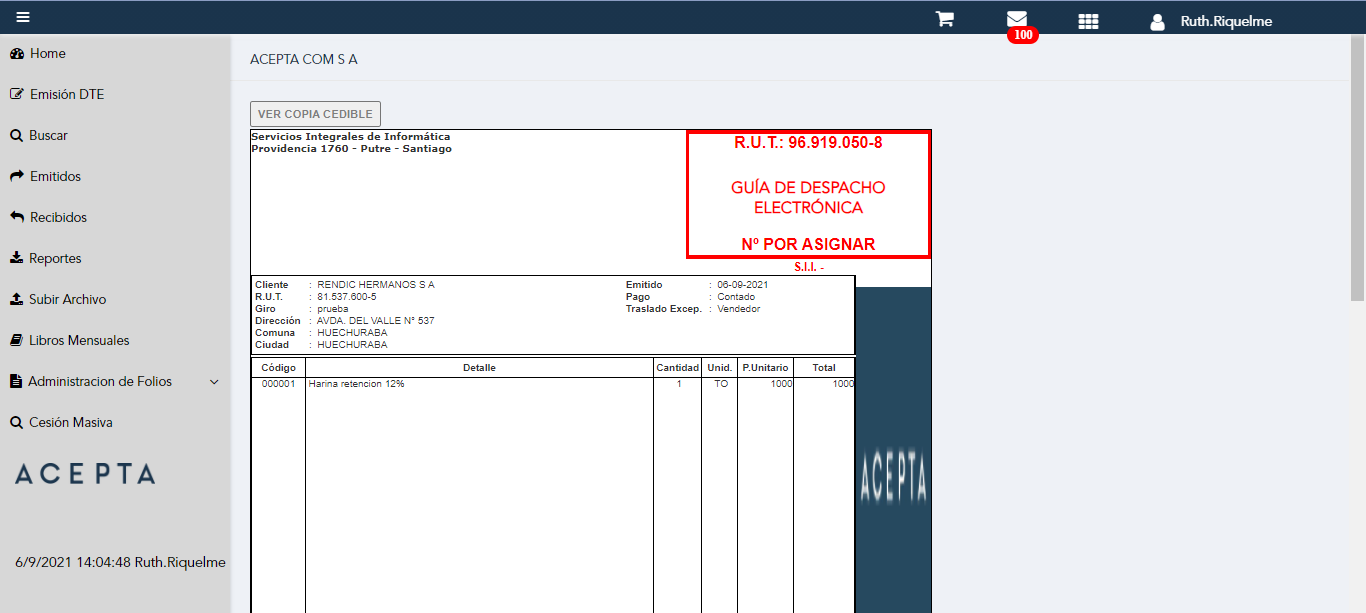 Ruth.Riquelme
100
Home
Emisión DTE
Buscar
Emitidos
Recibidos
Reportes
Subir Archivo
Libros Mensuales
Administracion de Folios
Cesión Masiva
ACEPTA
6/9/2021 14:04:48 Ruth.Riquelme
ACEPTA COM S A
VER COPIA CEDIBLE
Servicios Integrales de Informática
Providencia 1760 - Putre - Santiago
R.U.T.: 96.919.050-8
GUÍA DE DESPACHO
ELECTRÓNICA
Nº POR ASIGNAR
S.I.I. -
Cliente : RENDIC HERMANOS S A
R.U.T. : 81.537.600-5
Giro : prueba
Dirección : AVDA. DEL VALLE N° 537
Comuna : HUECHURABA
Ciudad : HUECHURABA
Emitido : 06-09-2021
Pago : Contado
Traslado Excep. : Vendedor
Código Detalle Cantidad Unid. P.Unitario Total
000001 Harina retencion 12% 1 TO 1000 1000
ACEPTA